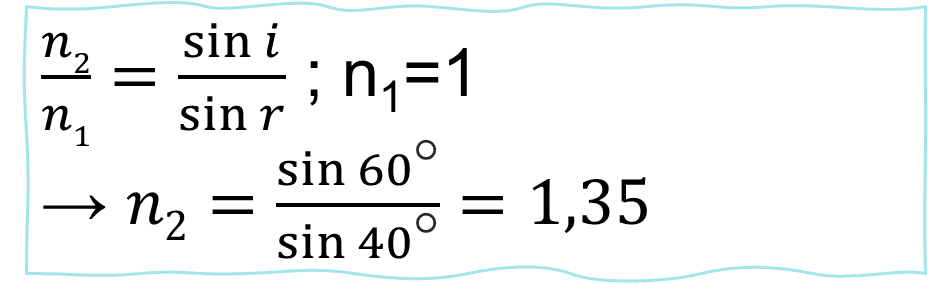 n₂/n₁ = sin i/sin r ; n₁=1
→ n₂ = sin 60°/sin 40° = 1,35